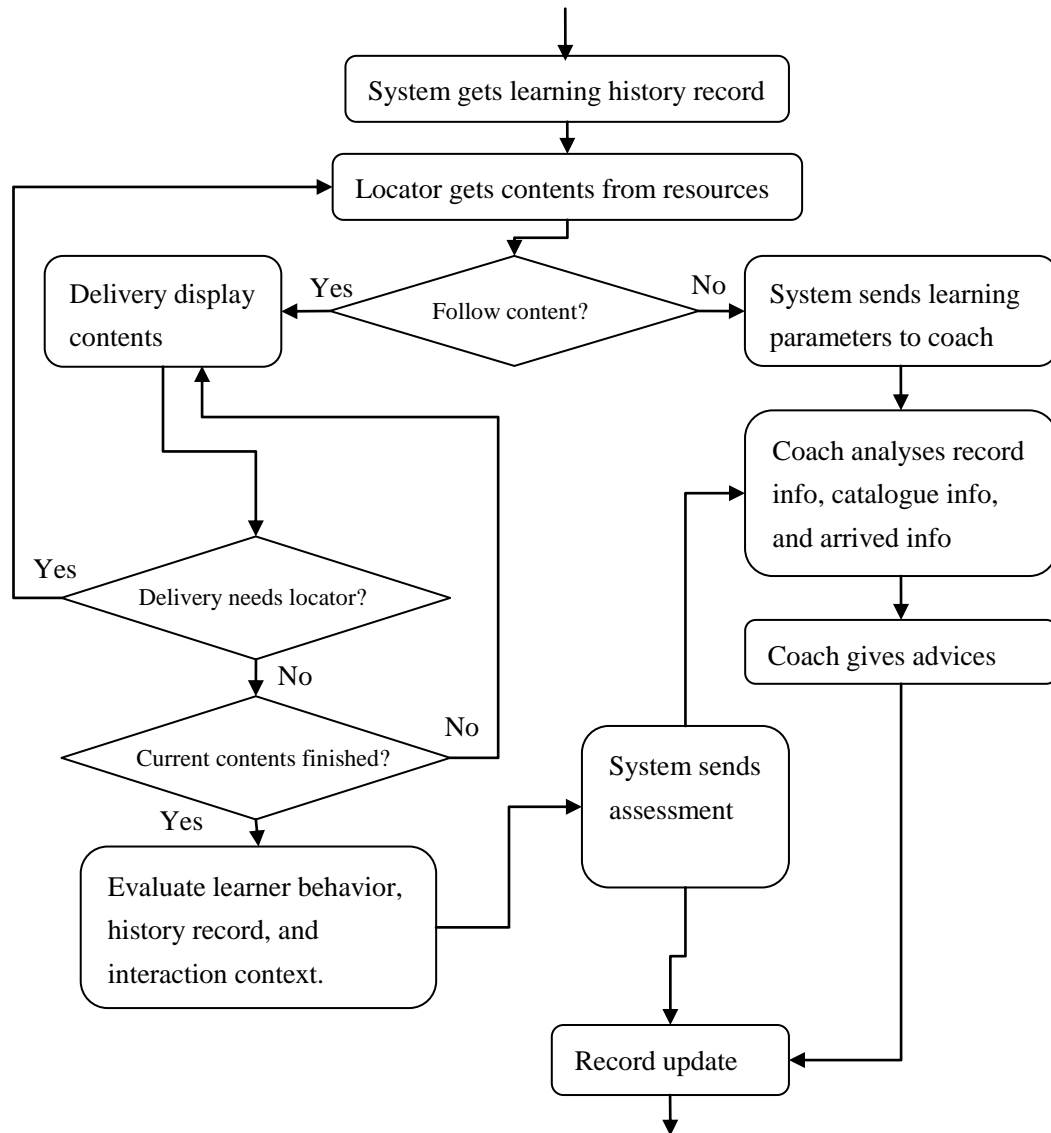 System gets learning history record
Locator gets contents from resources
Delivery display
contents
Yes
Follow content?
No
System sends learning
parameters to coach
Coach analyses record
info, catalogue info,
and arrived info
Yes
Delivery needs locator?
No
Coach gives advices
Current contents finished?
No
Yes
System sends
assessment
Evaluate learner behavior,
history record, and
interaction context.
Record update